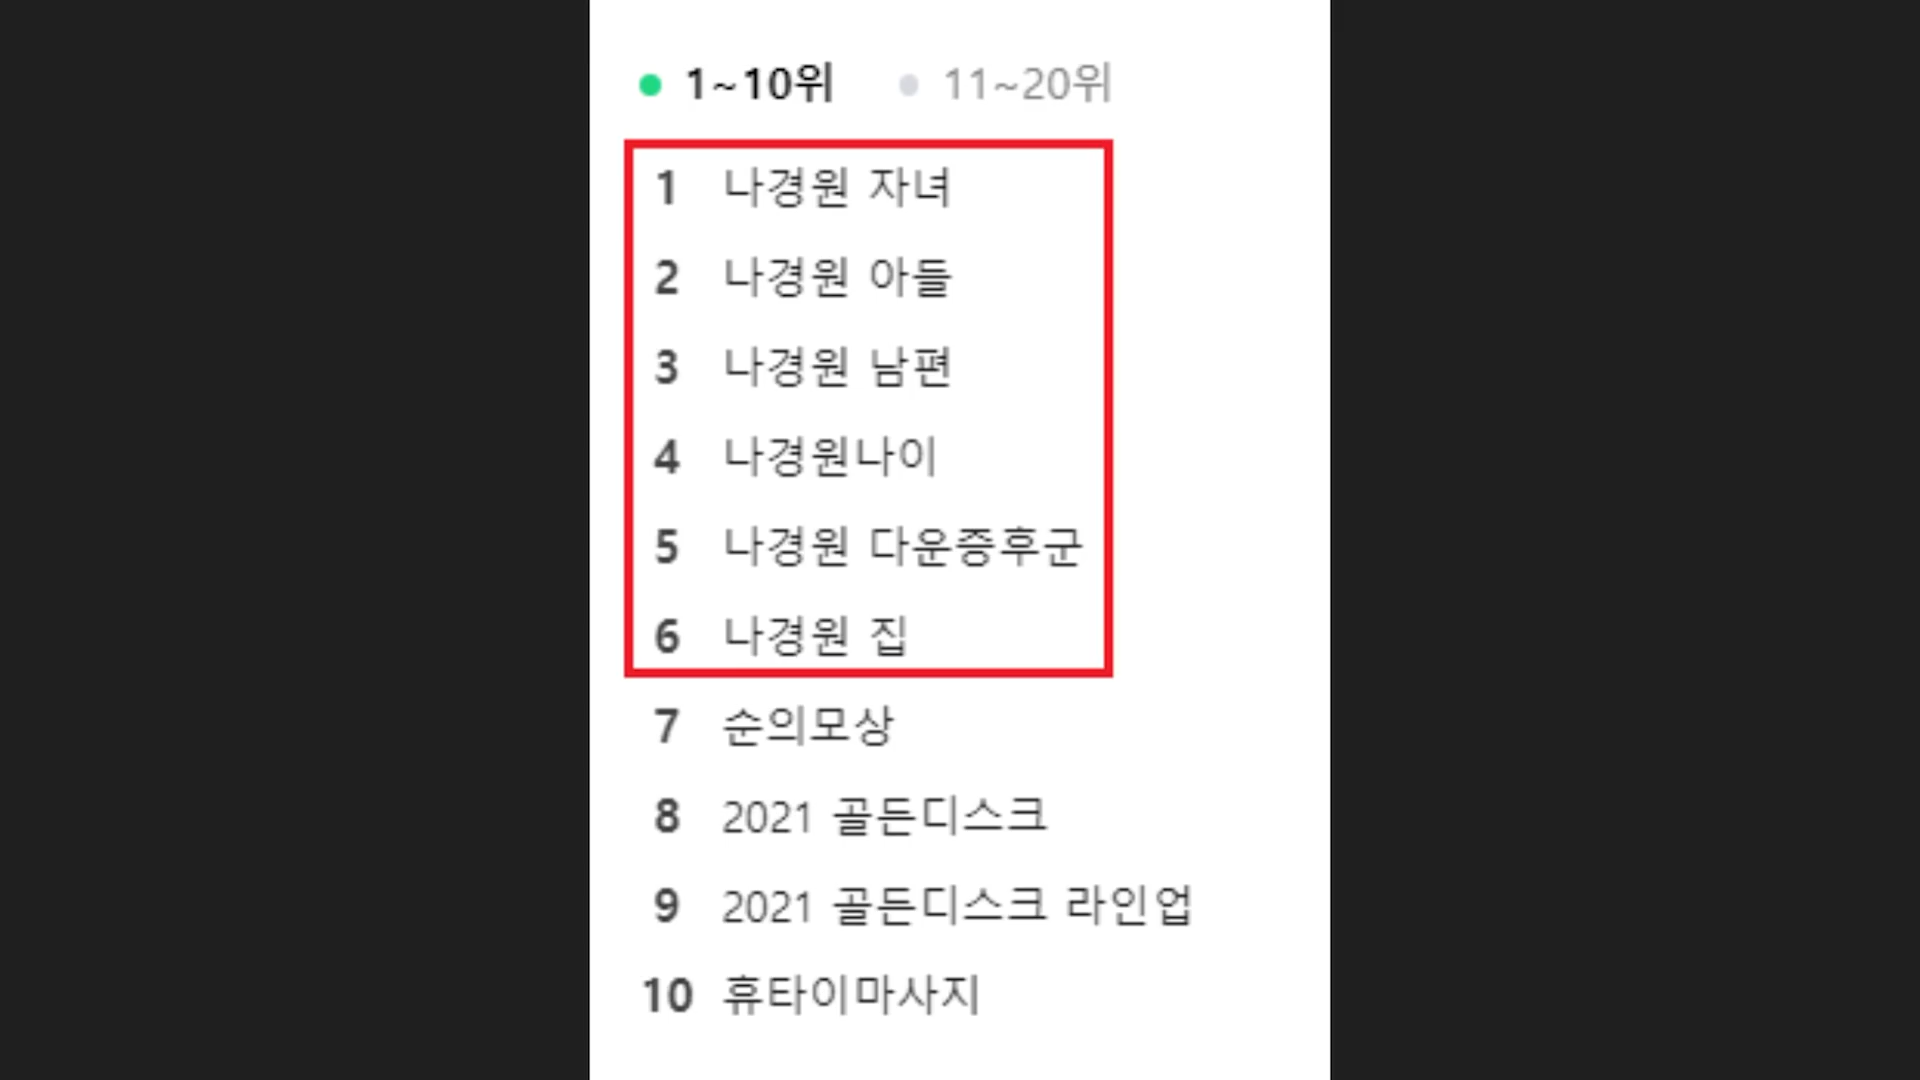 1~10위 11~20위
1 나경원 자녀
2 나경원 아들
3 나경원 남편
4 나경원나이
5 나경원 다운증후군
6 나경원 집
7 순의모상
8 2021 골든디스크
9 2021 골든디스크 라인업
10 휴타이마사지